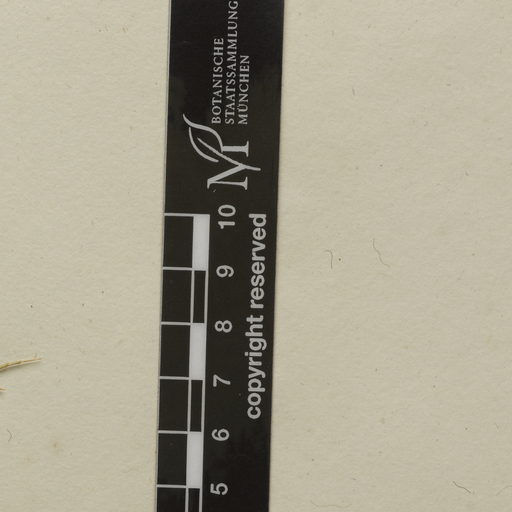 BOTANISCHE
STAATSSAMMLUNG
MÜNCHEN
M
10
9
8
7
6
5
copyright reserved